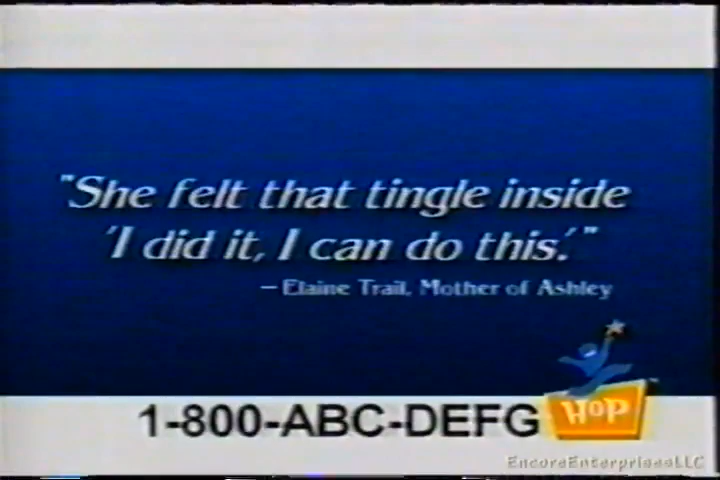 "She felt that tingle inside
'I did it, I can do this.'"
– Elaine Trail, Mother of Ashley
1-800-ABC-DEFG
HOP
EncoreEnterprisesLLC